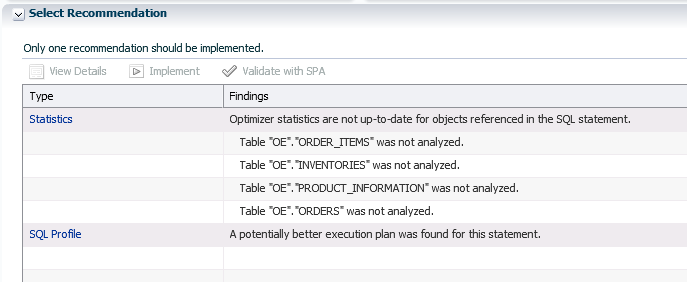 Select Recommendation
Only one recommendation should be implemented.
View Details Implement Validate with SPA
Type Findings
Statistics Optimizer statistics are not up-to-date for objects referenced in the SQL statement.
Table "OE"."ORDER_ITEMS" was not analyzed.
Table "OE"."INVENTORIES" was not analyzed.
Table "OE"."PRODUCT_INFORMATION" was not analyzed.
Table "OE"."ORDERS" was not analyzed.
SQL Profile A potentially better execution plan was found for this statement.